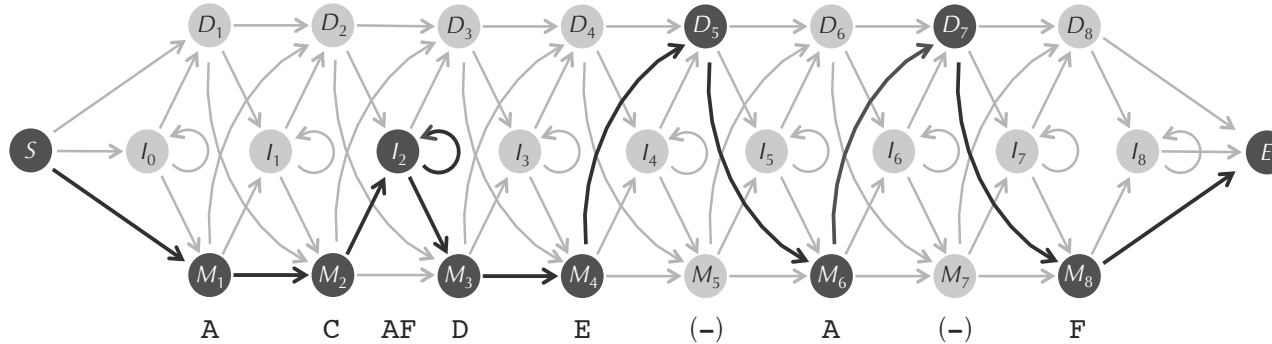 D1 D2 D3 D4 D5 D6 D7 D8
S I0 I1 I2 I3 I4 I5 I6 I7 I8 E
M1 M2 M3 M4 M5 M6 M7 M8
A C AF D E (-) A (-) F